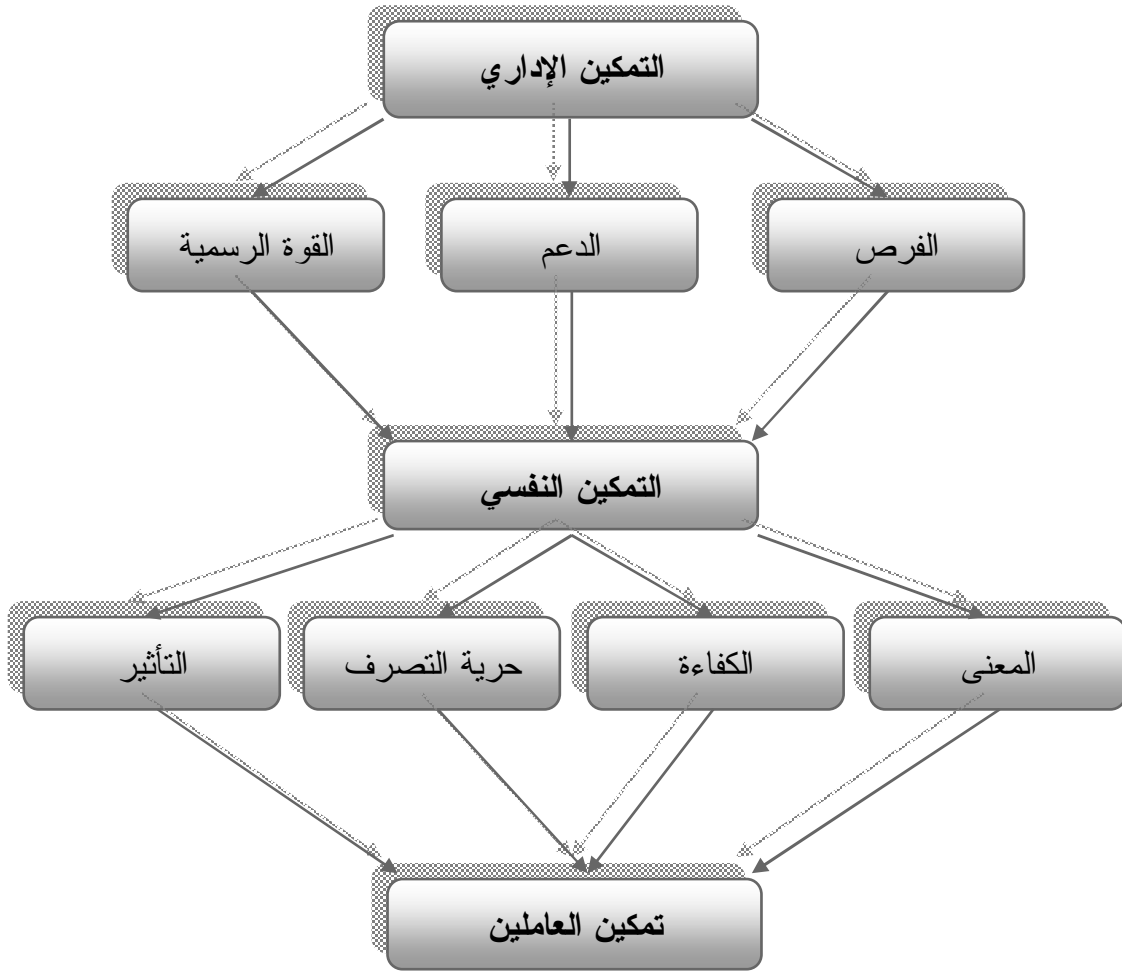 التمكين الإداري
الفرص
الدعم
القوة الرسمية
التمكين النفسي
المعنى
الكفاءة
حرية التصرف
التأثير
تمكين العاملين